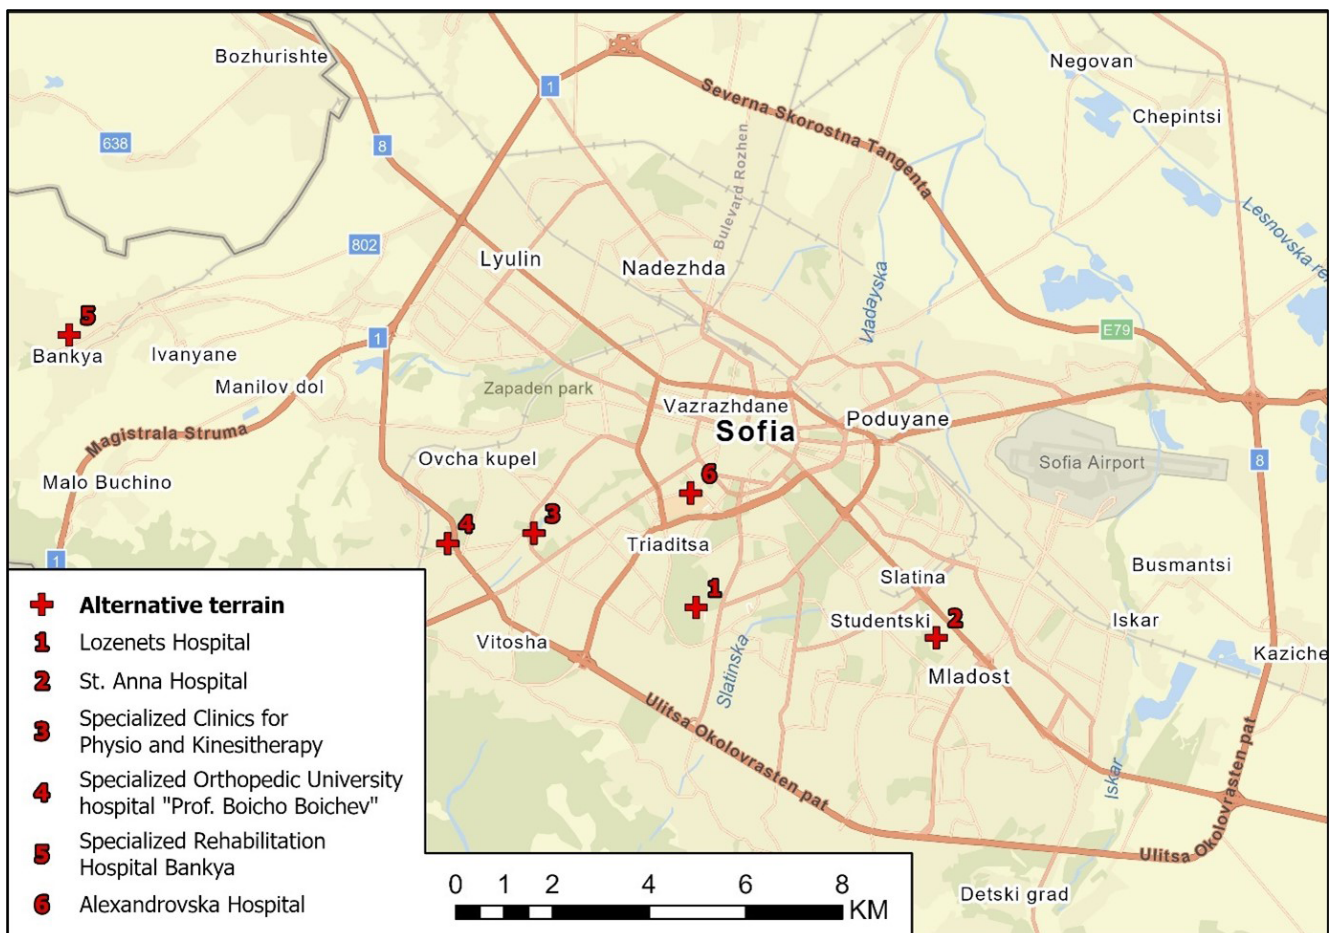 Bozhurishte
1
Negovan
Severna Skorostna Tangenta
Chepintsi
638
8
Bulevard Rozhen
Lesnovska re
802
Lyulin
Nadezhda
Vladayska
5
Bankya
Ivanyane
1
E79
Manilov dol
Zapaden park
Vazrazhdane
Poduyane
Sofia
Magistrala Struma
Ovcha kupel
Sofia Airport
8
Malo Buchino
6
4
3
Triaditsa
1
Slatina
Busmantsi
1
Studentski
2
Iskar
Vitosha
Slatinska
Mladost
Kaziche
Ulitsa Okolovrasten pat
Iskar
Ulitsa Okolovrasten pat
Detski grad
Alternative terrain
1 Lozenets Hospital
2 St. Anna Hospital
3 Specialized Clinics for
Physio and Kinesitherapy
4 Specialized Orthopedic University
hospital "Prof. Boicho Boichev"
5 Specialized Rehabilitation
Hospital Bankya
6 Alexandrovska Hospital
0 1 2 4 6 8
KM